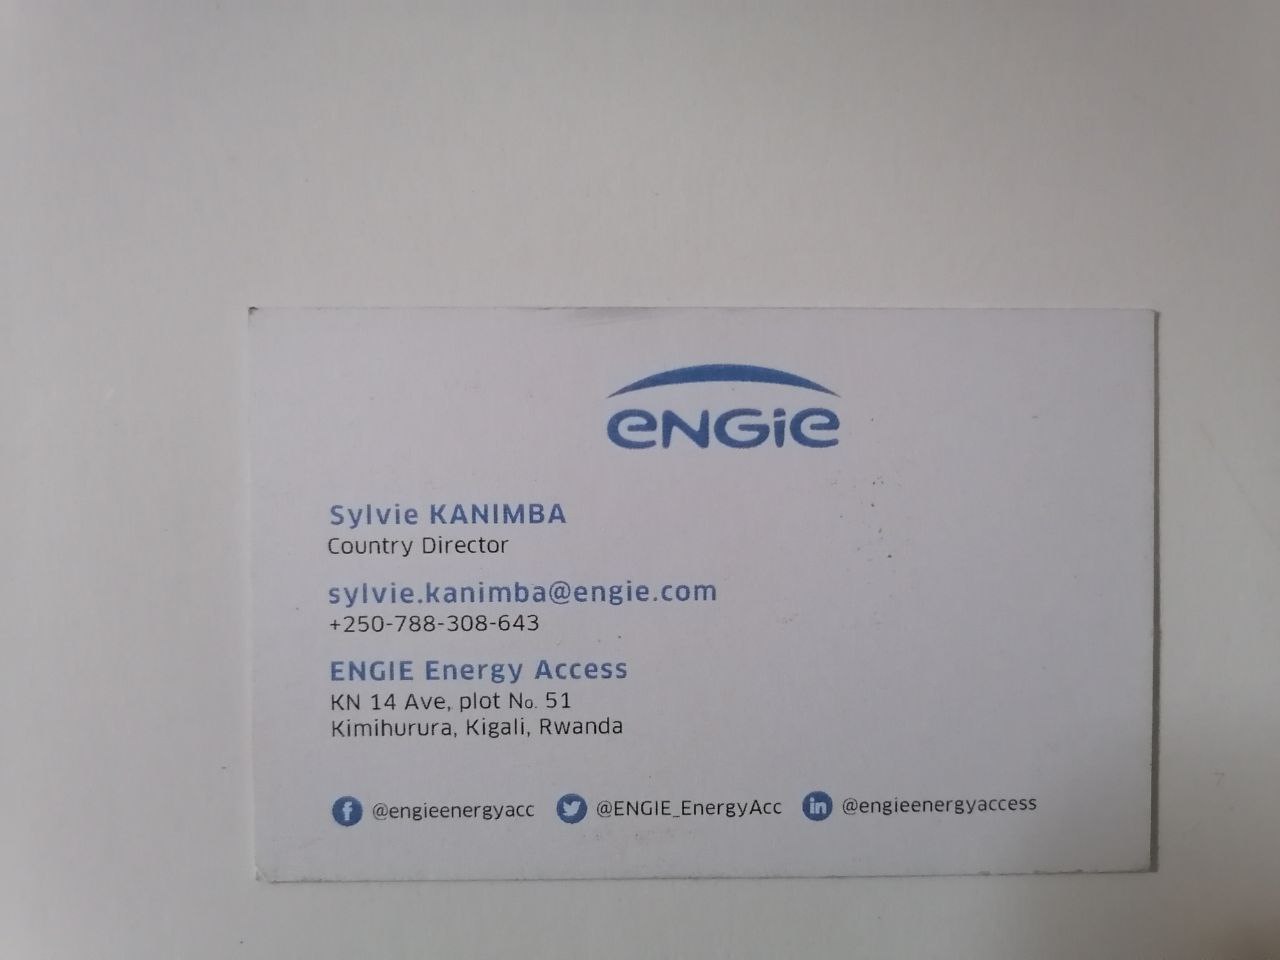 ENGIE
Sylvie KANIMBA
Country Director
sylvie.kanimba@engie.com
+250-788-308-643
ENGIE Energy Access
KN 14 Ave, plot No. 51
Kimihurura, Kigali, Rwanda
@engieenergyacc @ENGIE_EnergyAcc @engieenergyaccess